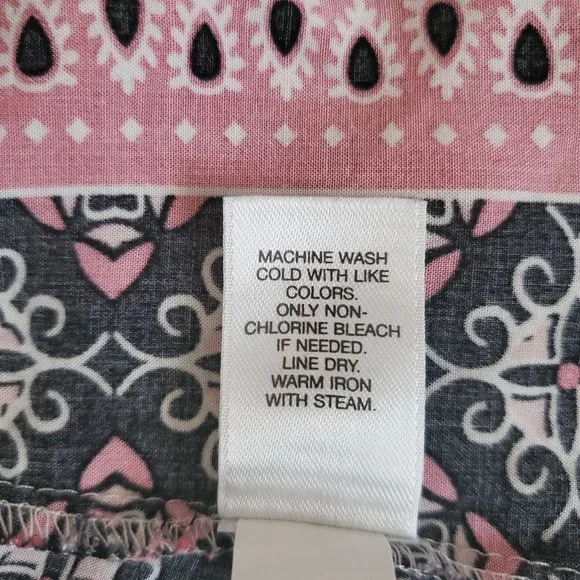 MACHINE WASH
COLD WITH LIKE
COLORS.
ONLY NON-
CHLORINE BLEACH
IF NEEDED.
LINE DRY.
WARM IRON
WITH STEAM.